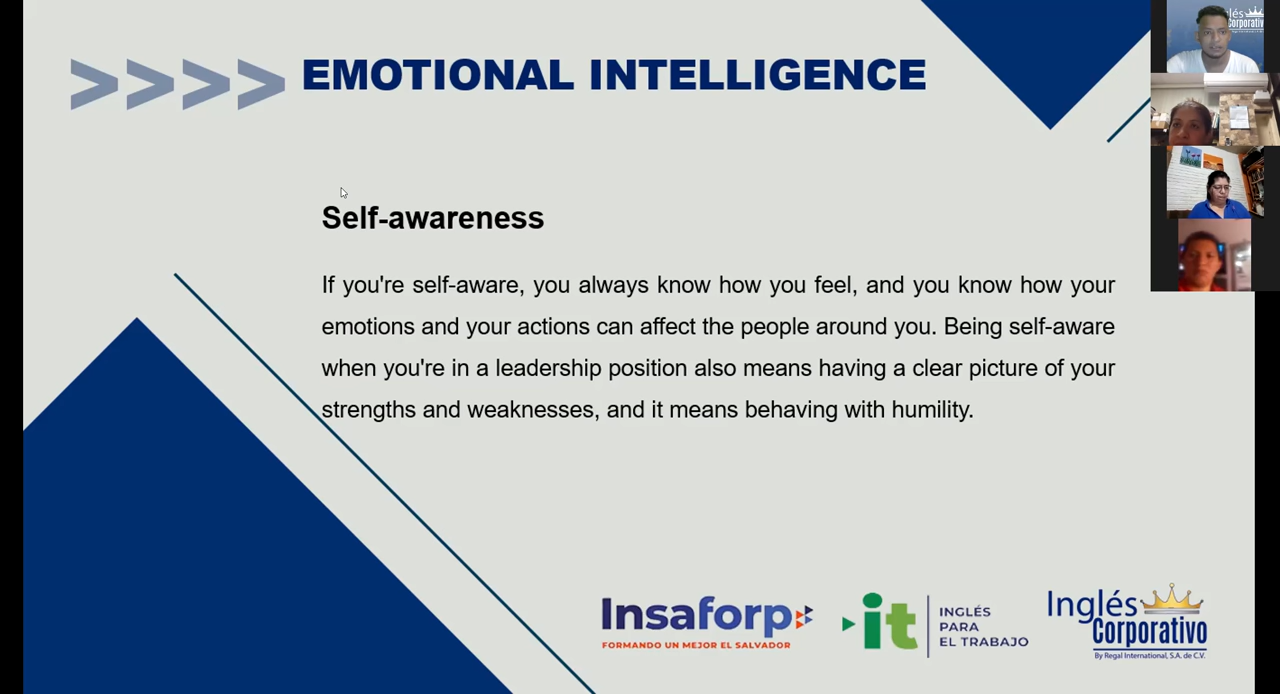 >>>> EMOTIONAL INTELLIGENCE
Self-awareness
If you're self-aware, you always know how you feel, and you know how your
emotions and your actions can affect the people around you. Being self-aware
when you're in a leadership position also means having a clear picture of your
strengths and weaknesses, and it means behaving with humility.
Insaforp
FORMANDO UN MEJOR EL SALVADOR
it
INGLÉS
PARA
EL TRABAJO
Inglés
Corporativo
By Regal International, S.A. de C.V.